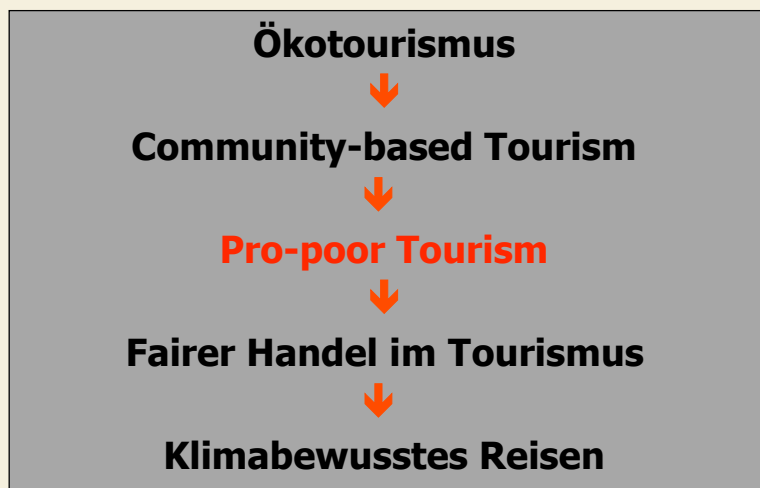 Ökotourismus
Community-based Tourism
Pro-poor Tourism
Fairer Handel im Tourismus
Klimabewusstes Reisen